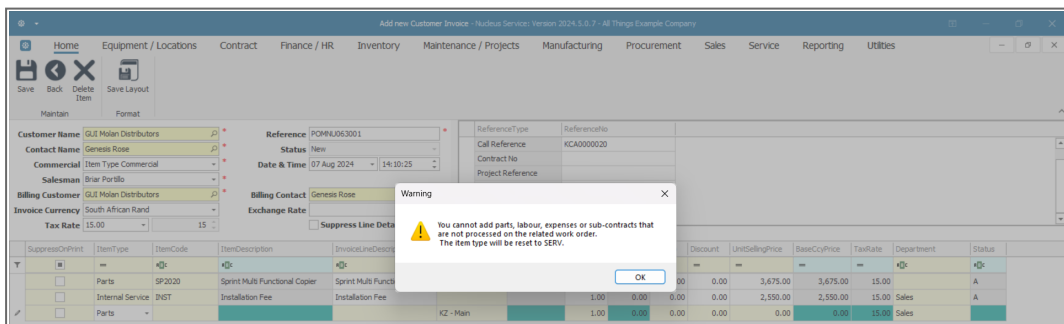 Add new Customer Invoice - Nucleus Service: Version 2024.5.0.7 - All Things Example Company
Home Equipment / Locations Contract Finance / HR Inventory Maintenance / Projects Manufacturing Procurement Sales Service Reporting Utilities
Save Back Delete Item Save Layout
Maintain Format
Customer Name GUI Molan Distributors * Reference POMNU063001 * ReferenceType ReferenceNo
Contact Name Genesis Rose * Status New Call Reference KCA0000020
Commercial Item Type Commercial * Date & Time 07 Aug 2024 14:10:25 Contract No
Salesman Briar Portillo * Project Reference
Billing Customer GUI Molan Distributors * Billing Contact Genesis Rose
Invoice Currency South African Rand Exchange Rate
Tax Rate 15.00 15 Suppress Line Deta
Warning
You cannot add parts, labour, expenses or sub-contracts that
are not processed on the related work order.
The item type will be reset to SERV.
OK
SuppressOnPrint ItemType ItemCode ItemDescription InvoiceLineDescrip Discount UnitSellingPrice BaseCcyPrice TaxRate Department Status
Parts SP2020 Sprint Multi Functional Copier Sprint Multi Functi 00 0.00 3,675.00 3,675.00 15.00 A
Internal Service INST Installation Fee Installation Fee 1.00 0.00 0.00 0.00 2,550.00 2,550.00 15.00 Sales A
Parts KZ - Main 1.00 0.00 0.00 0.00 0.00 0.00 15.00 Sales